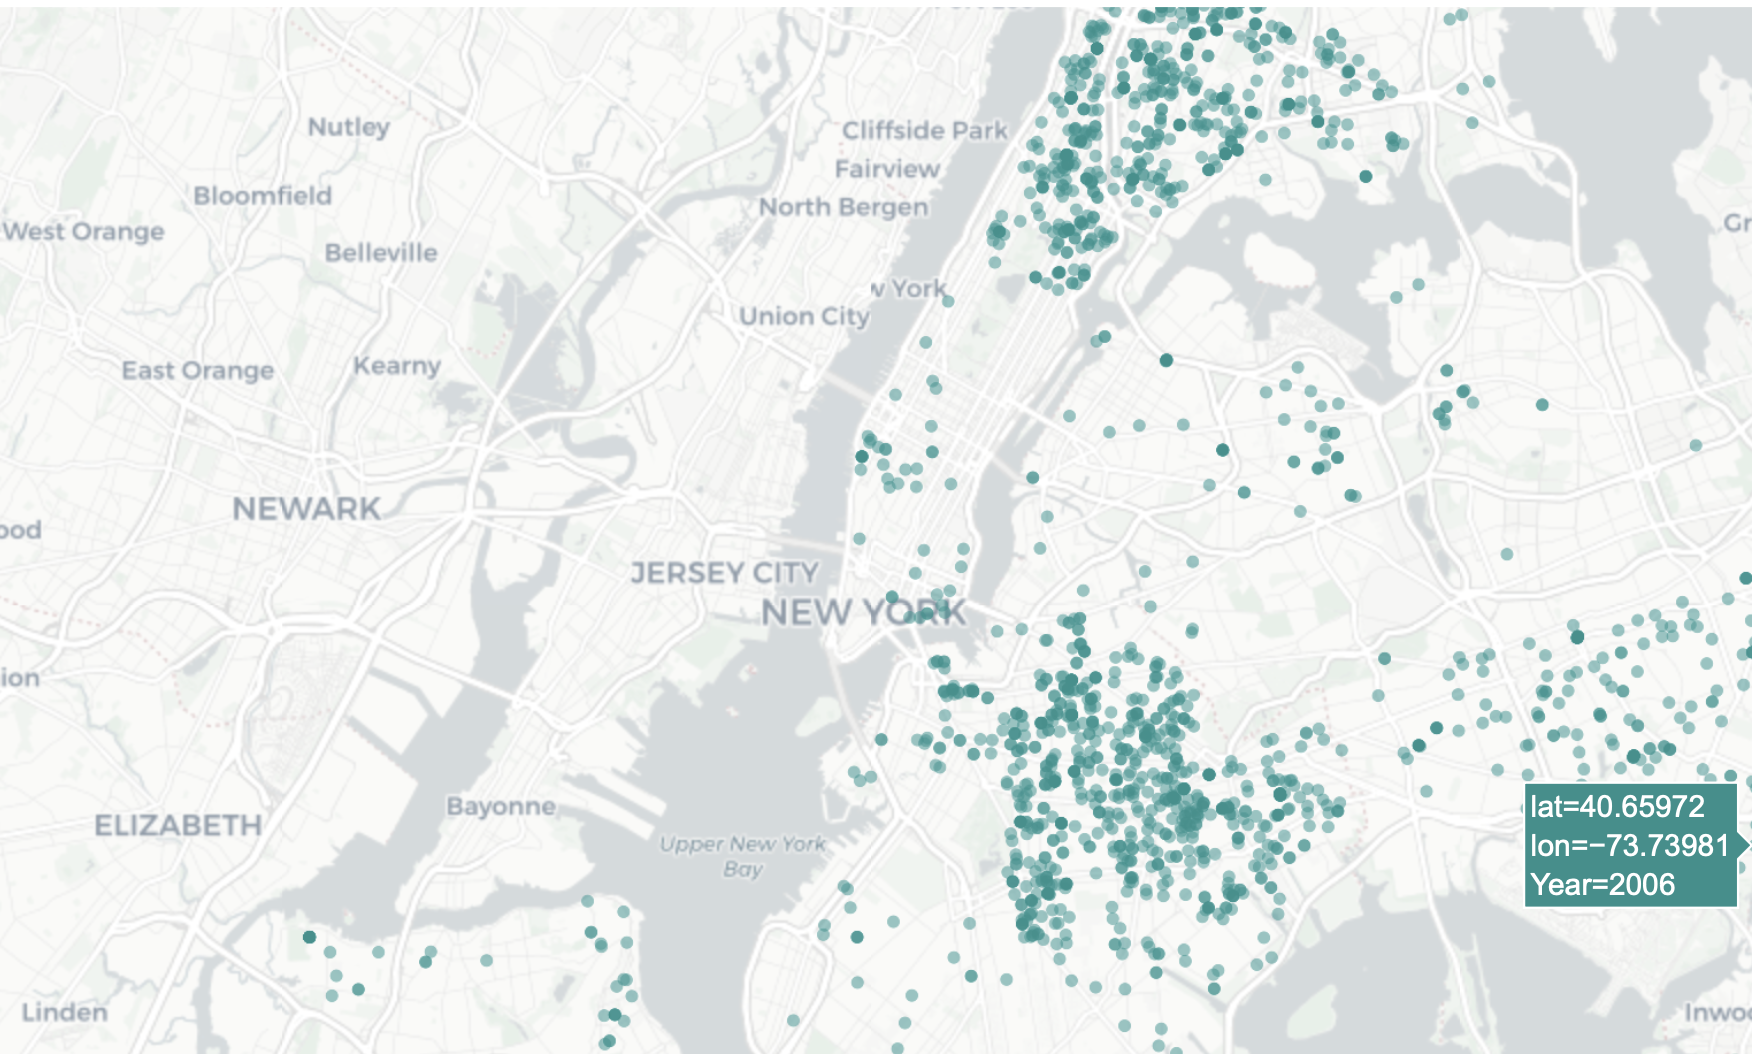 Nutley
Cliffside Park
Fairview
Bloomfield
North Bergen
West Orange
Belleville
Gr
w York
Union City
East Orange
Kearny
NEWARK
ood
JERSEY CITY
NEW YORK
ion
Bayonne
ELIZABETH
Upper New York
Bay
lat=40.65972
lon=−73.73981
Year=2006
Linden
Inwoo